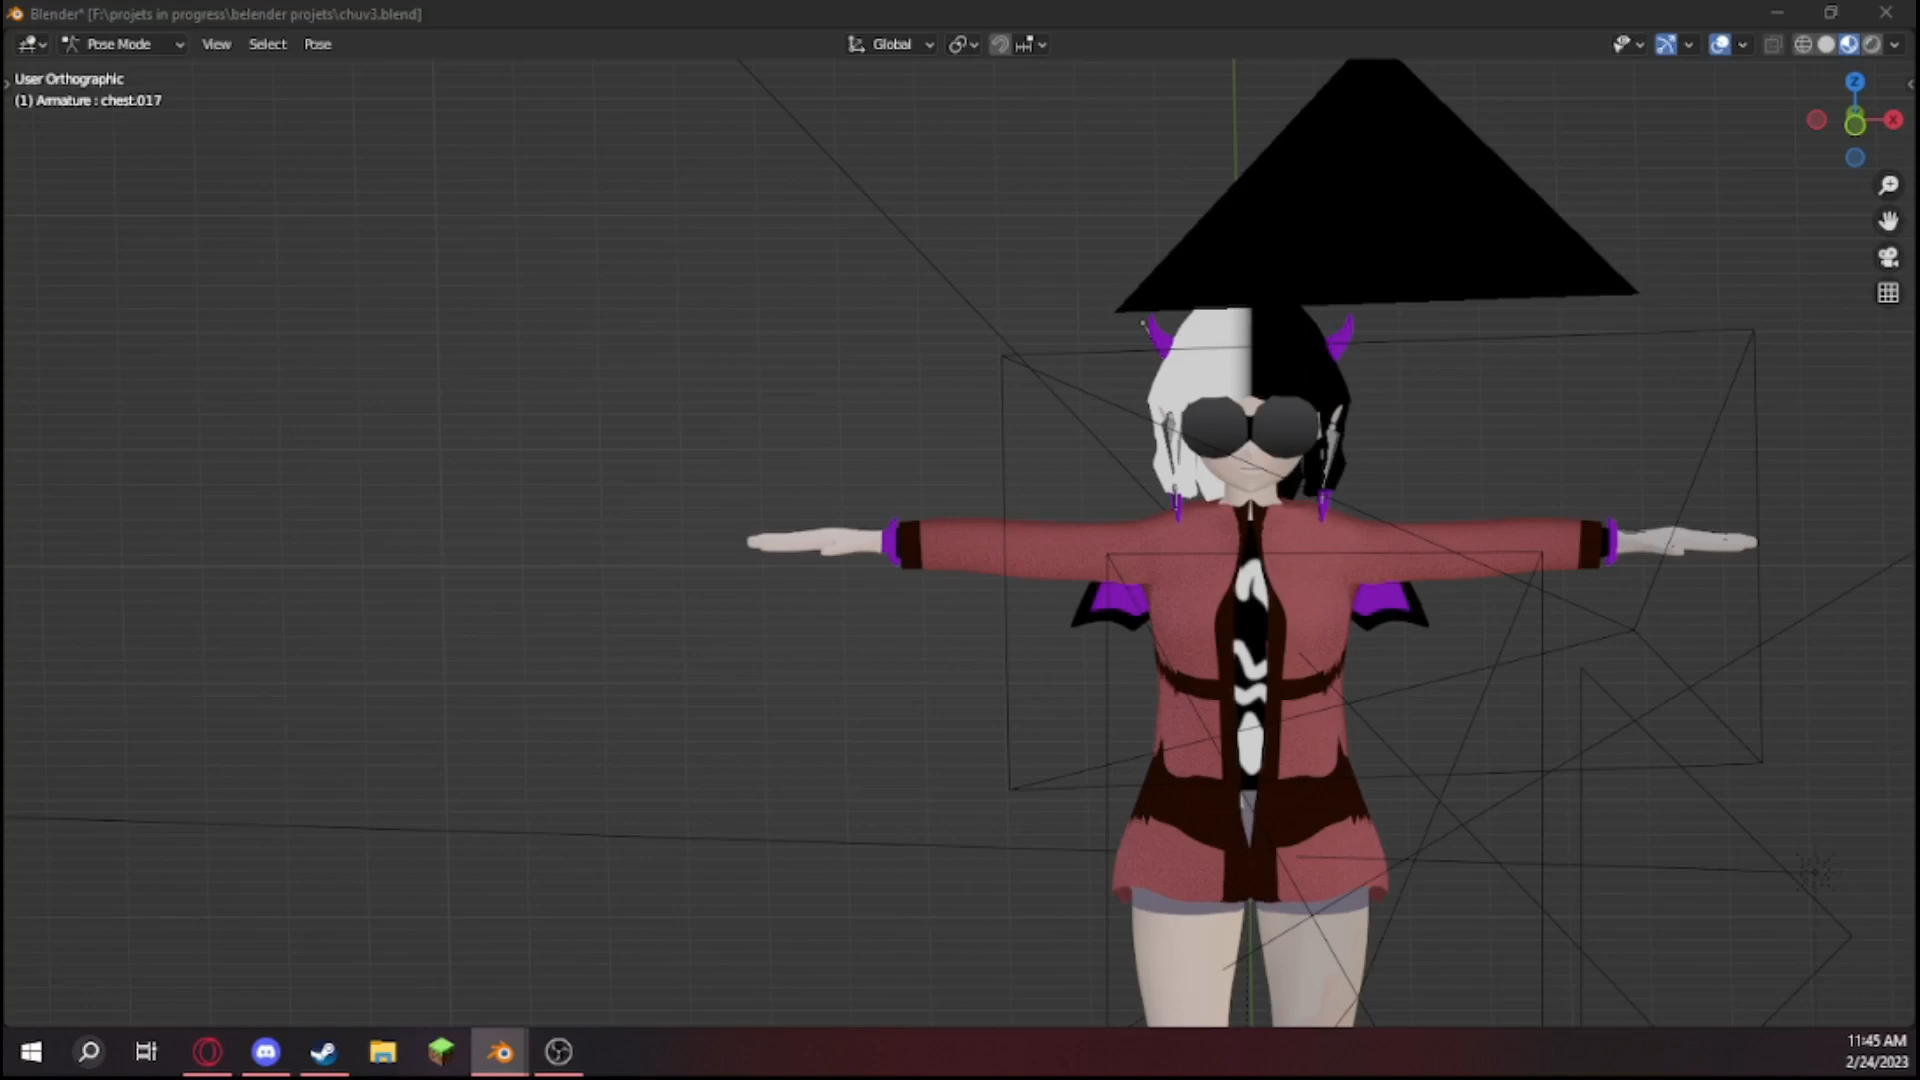 Blender* [F:\projets in progress\belender projets\chuv3.blend]
Pose Mode View Select Pose Global
User Orthographic
(1) Armature : chest.017
Z
X
11:45 AM
2/24/2023